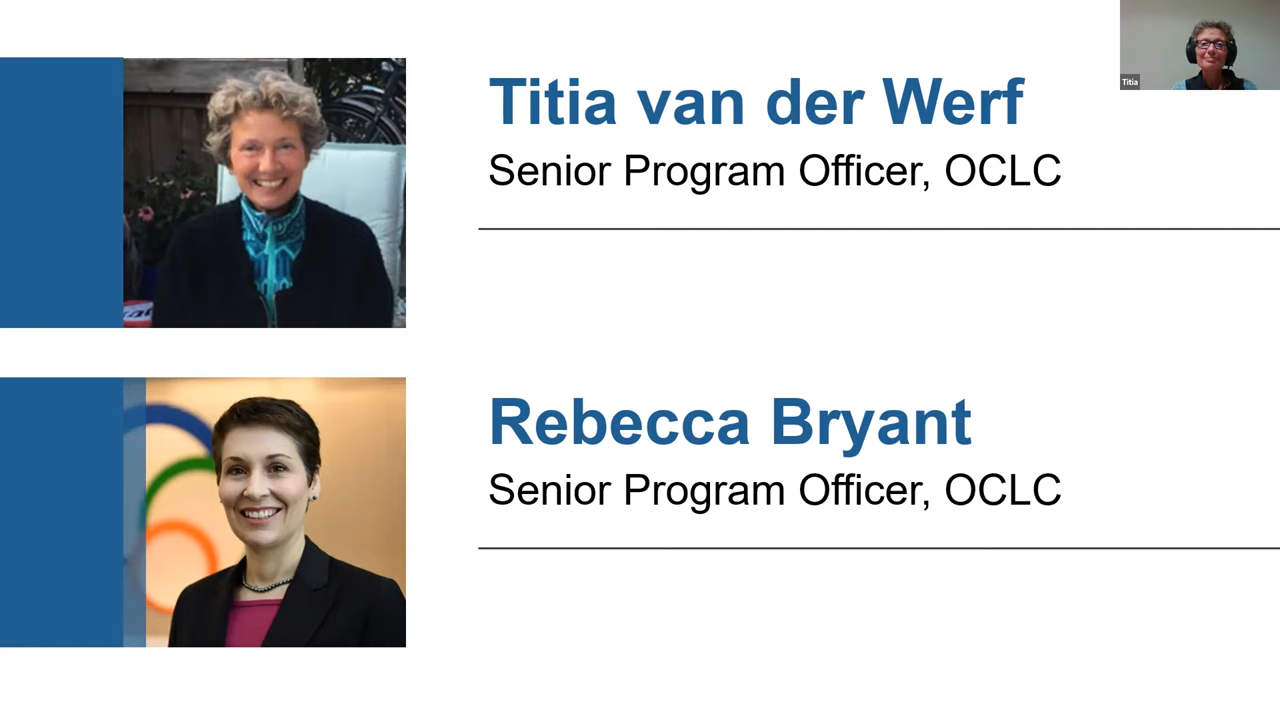 Titia van der Werf
Senior Program Officer, OCLC
Titia
Rebecca Bryant
Senior Program Officer, OCLC